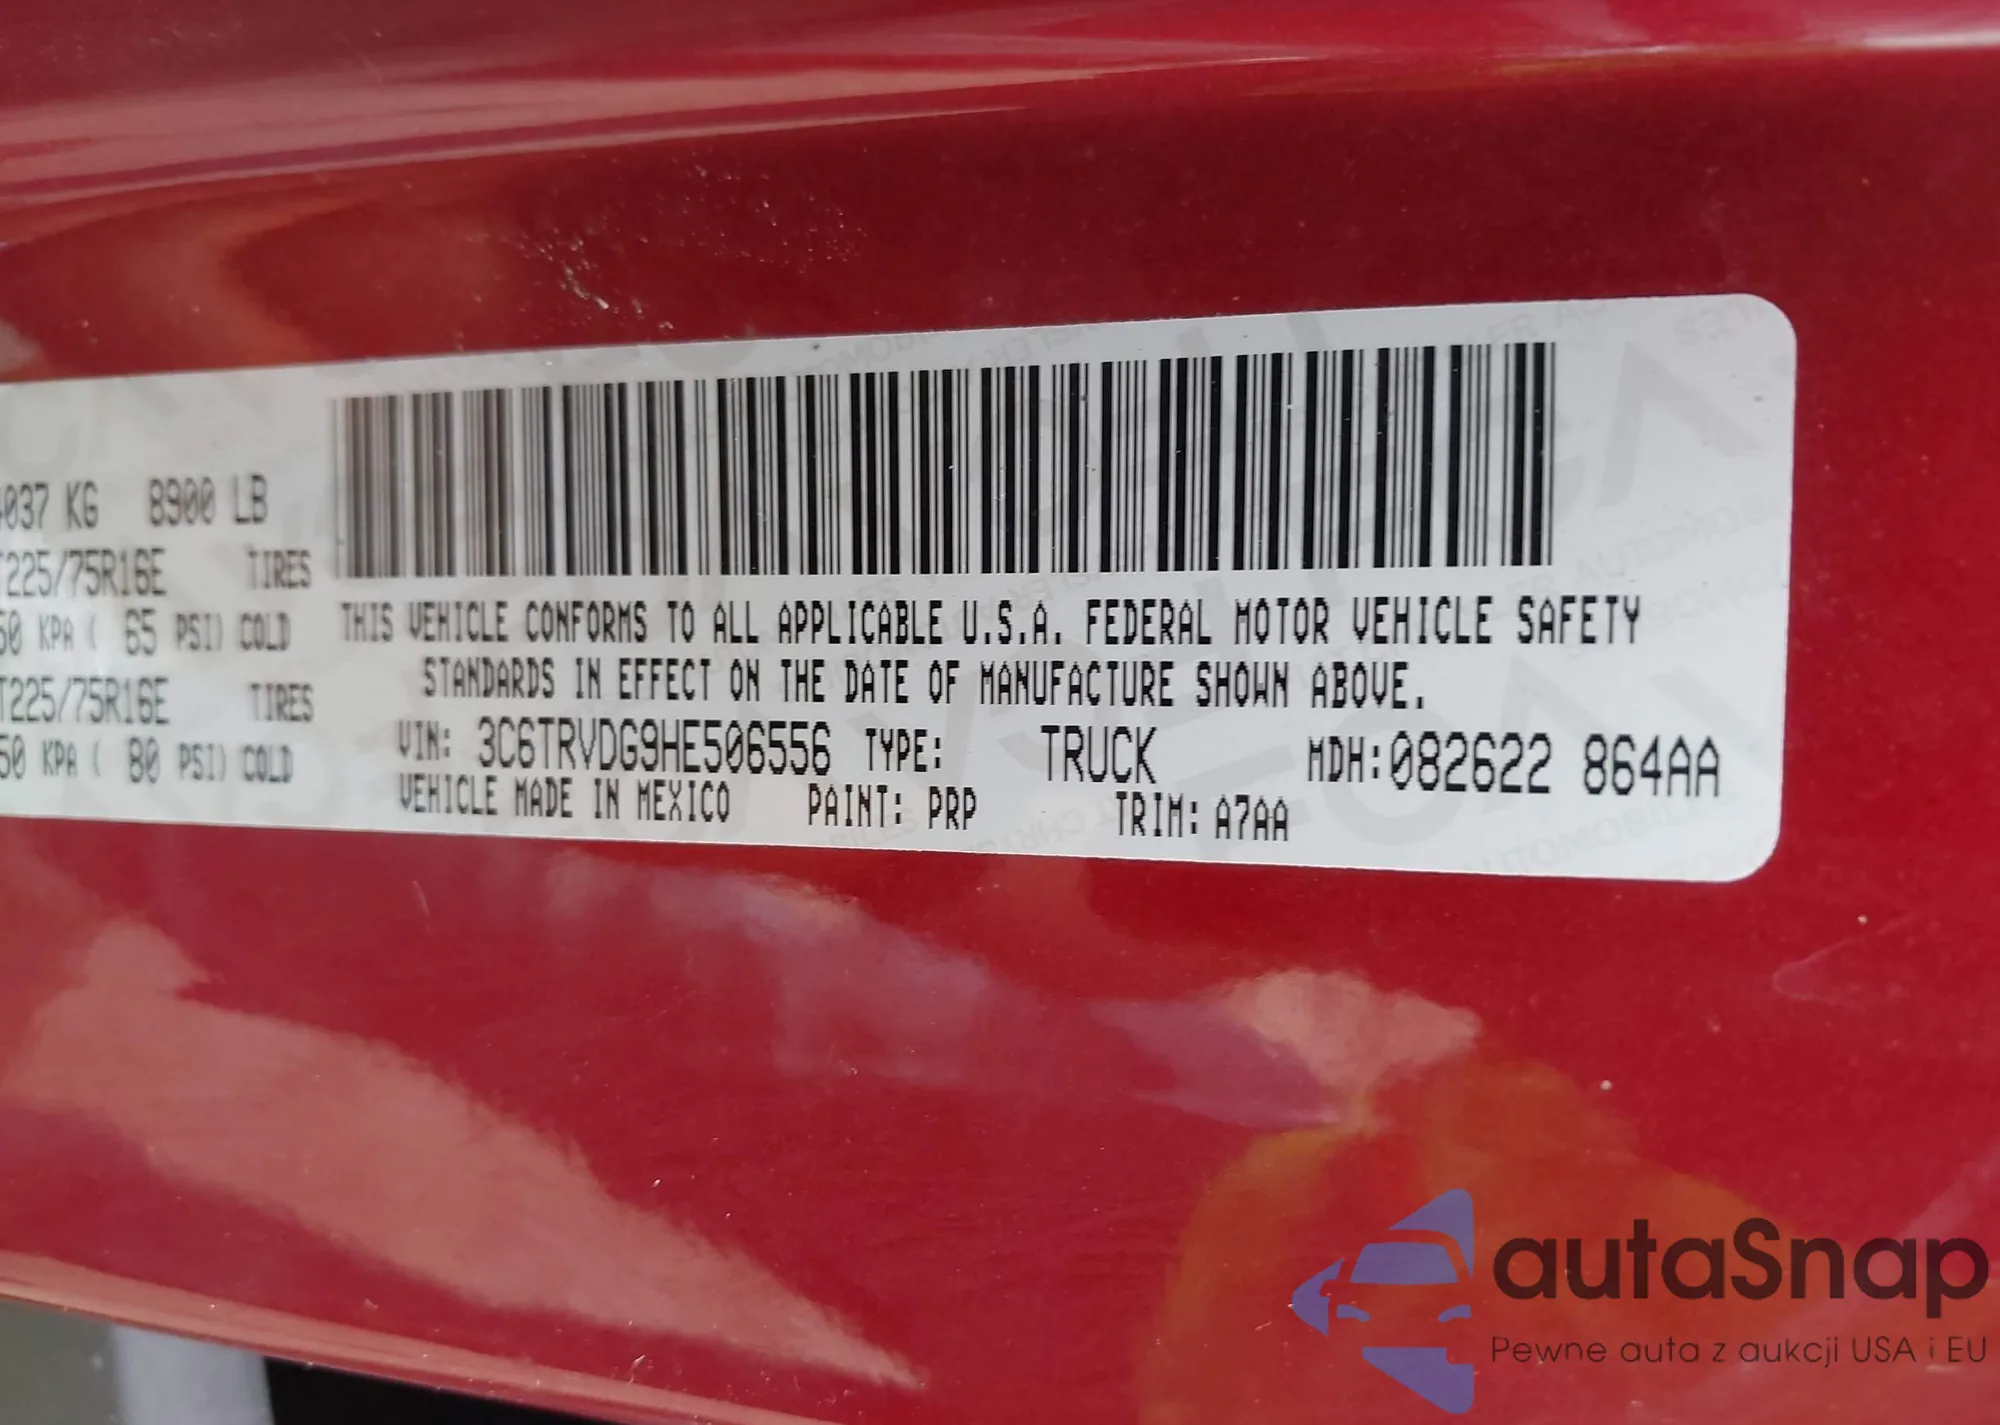 037 KG 8900 LB
T225/75R16E TIRES
50 KPA ( 65 PSI) COLD
T225/75R16E TIRES
50 KPA ( 80 PSI) COLD
THIS VEHICLE CONFORMS TO ALL APPLICABLE U.S.A. FEDERAL MOTOR VEHICLE SAFETY
STANDARDS IN EFFECT ON THE DATE OF MANUFACTURE SHOWN ABOVE.
VIN: 3C6TRVDG9HE506556 TYPE: TRUCK MDH:082622 864AA
VEHICLE MADE IN MEXICO PAINT: PRP TRIM: A7AA
autaSnap
Pewne auta z aukcji USA i EU